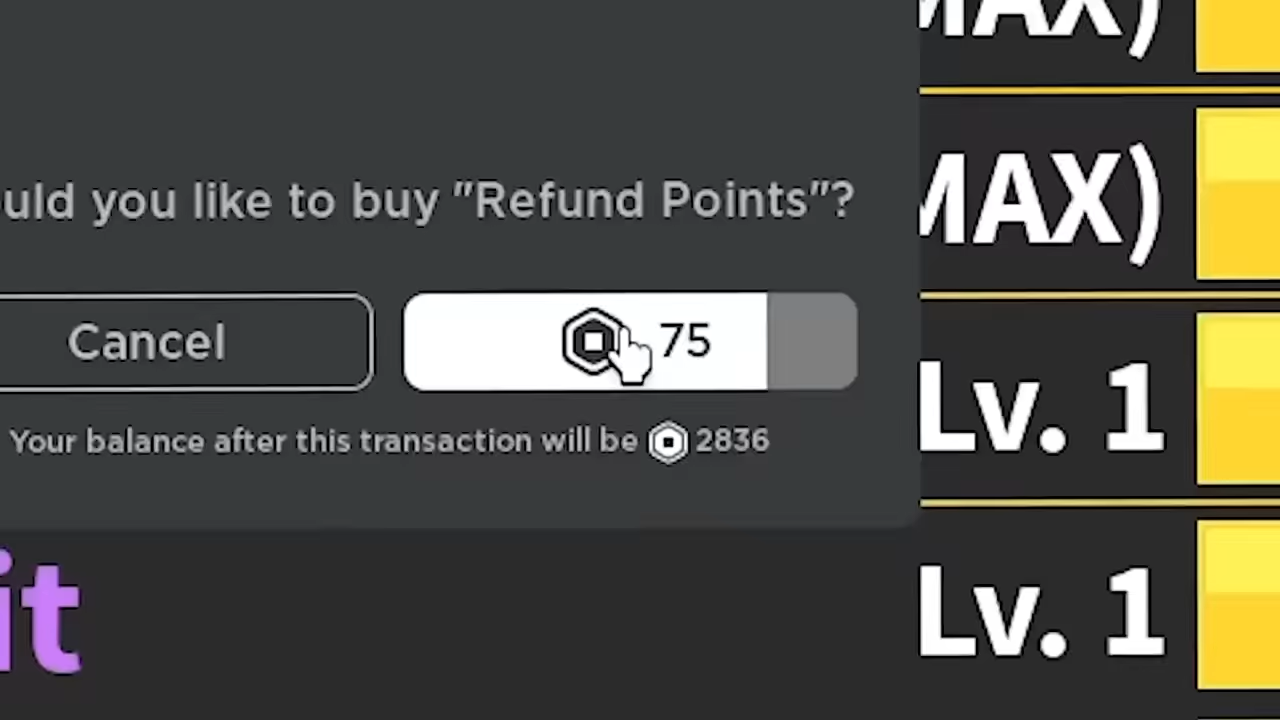 MAX)
MAX)
ould you like to buy "Refund Points"?
Cancel
75
Lv. 1
Your balance after this transaction will be 2836
it
Lv. 1